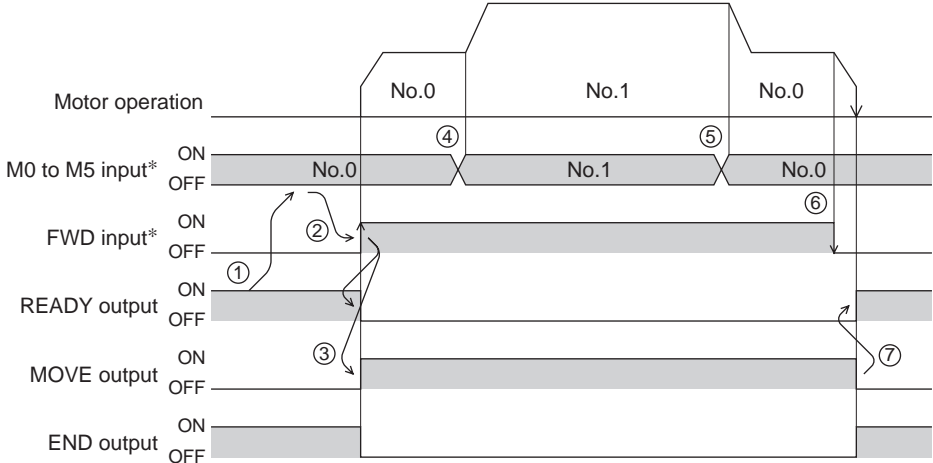 No.0 No.1 No.0
Motor operation
④ ⑤
ON
M0 to M5 input* No.0 No.1 No.0
OFF
⑥
ON ②
FWD input*
OFF
①
ON
READY output
OFF
③ ⑦
ON
MOVE output
OFF
ON
END output
OFF